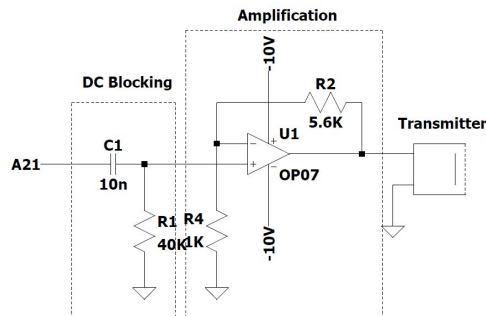 Amplification
DC Blocking
-10V
R2
5.6K
U1
OP07
Transmitter
A21
C1
10n
R1
40K
R4
1K
-10V